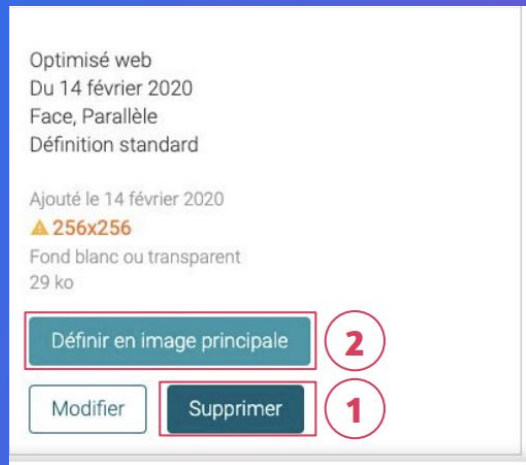 Optimisé web
Du 14 février 2020
Face, Parallèle
Définition standard
Ajouté le 14 février 2020
256x256
Fond blanc ou transparent
29 ko
Définir en image principale
2
Modifier
Supprimer
1